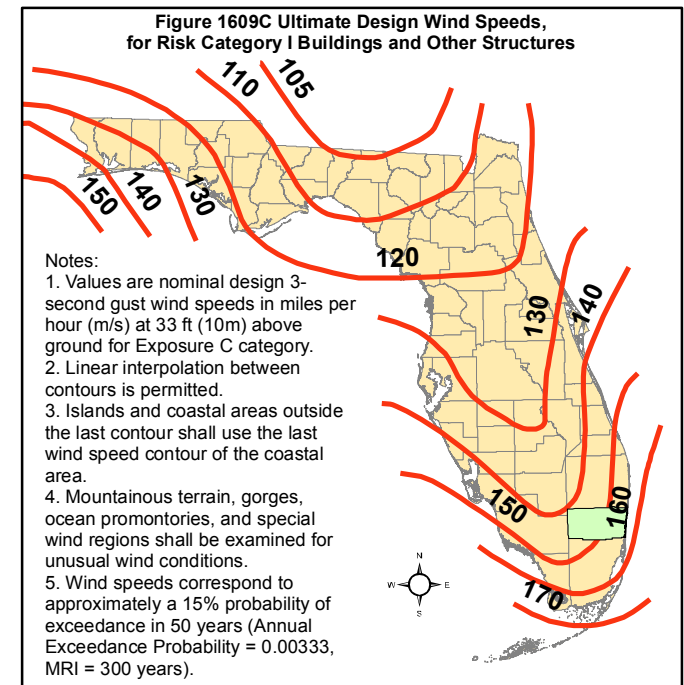 Figure 1609C Ultimate Design Wind Speeds,
for Risk Category I Buildings and Other Structures
105
110
150
140
130
120
130
140
150
160
170
Notes:
1. Values are nominal design 3-
second gust wind speeds in miles per
hour (m/s) at 33 ft (10m) above
ground for Exposure C category.
2. Linear interpolation between
contours is permitted.
3. Islands and coastal areas outside
the last contour shall use the last
wind speed contour of the coastal
area.
4. Mountainous terrain, gorges,
ocean promontories, and special
wind regions shall be examined for
unusual wind conditions.
5. Wind speeds correspond to
approximately a 15% probability of
exceedance in 50 years (Annual
Exceedance Probability = 0.00333,
MRI = 300 years).
N
W E
S